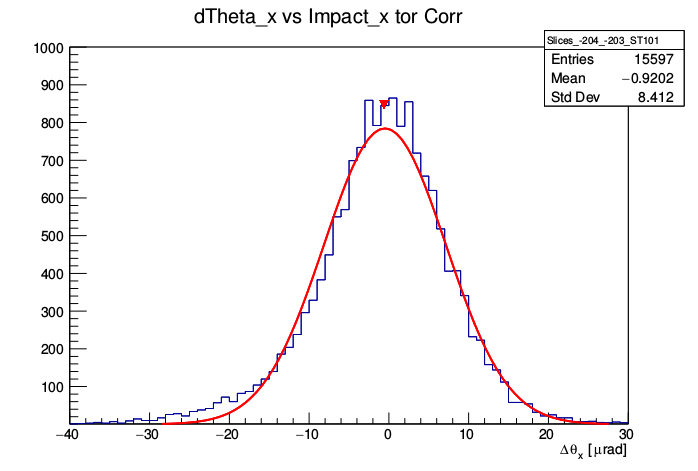 dTheta_x vs Impact_x tor Corr
Slices_-204_-203_ST101
Entries 15597
Mean −0.9202
Std Dev 8.412
1000
900
800
700
600
500
400
300
200
100
−40 −30 −20 −10 0 10 20 30
Δθx [μrad]